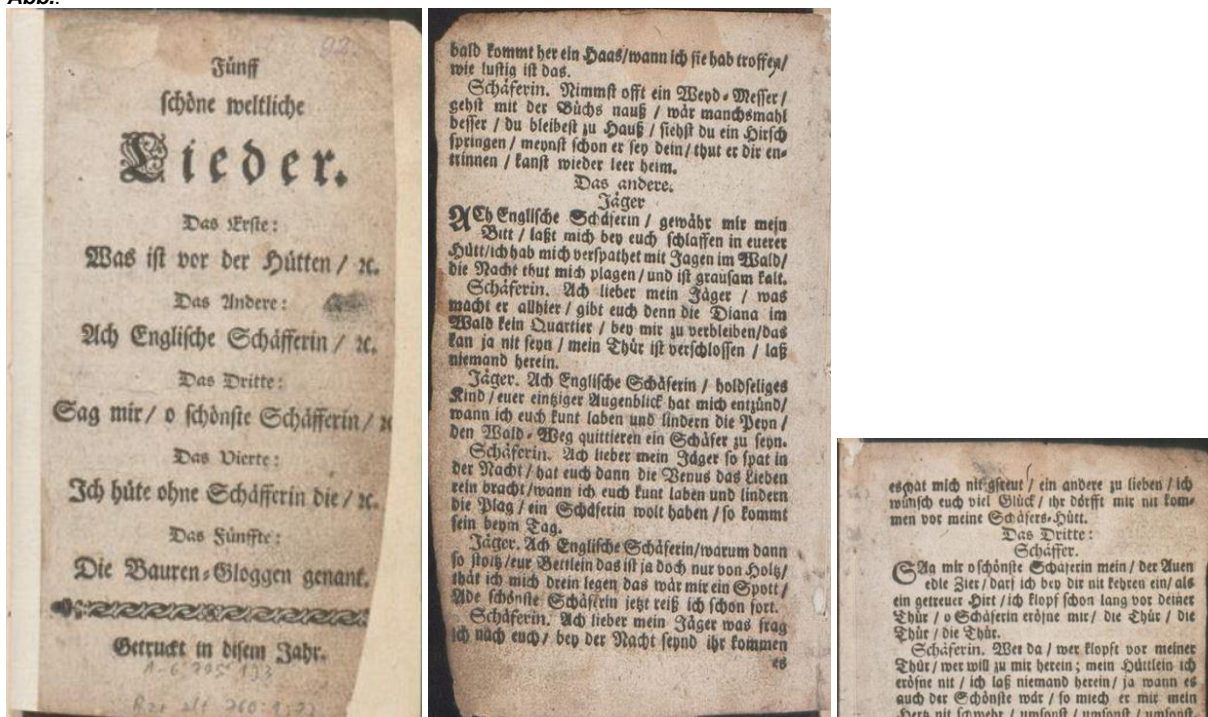 Abb.:
Fünff
schöne weltliche
Lieder.
Das Erste:
Was ist vor der Hütten / ꝛc.
Das Andere:
Ach Englische Schäfferin / ꝛc.
Das Dritte:
Sag mir / o schönste Schäfferin / ꝛc
Das Vierte:
Ich hüte ohne Schäfferin die / ꝛc.
Das Fünffte:
Die Bauren-Gloggen genant.
Getruckt in disem Jahr.
bald kommt her ein Haas/wann ich sie hab troffen/
wie lustig ist das.
Schäferin. Nimmst offt ein Weyd-Messer /
gehst mit der Büchs nauß / wär manchsmahl
besser / du bleibest zu Hauß / siehst du ein Hirsch
springen / meynst schon er sey dein / thut er dir en-
trinnen / kanst wieder leer heim.
Das andere.
Jäger
ACh Englische Schäferin / gewähr mir mein
Bitt / laßt mich bey euch schlaffen in euerer
Hütt/ich hab mich verspathet mit Jagen im Wald/
die Nacht thut mich plagen / und ist grausam kalt.
Schäferin. Ach lieber mein Jäger / was
macht er allhier / gibt euch denn die Diana im
Wald kein Quartier / bey mir zu verbleiben/das
kan ja nit seyn / mein Thür ist verschlossen / laß
niemand herein.
Jäger. Ach Englische Schäferin / holdseliges
Kind / euer eintziger Augenblick hat mich entzünd/
wann ich euch kunt laben und lindern die Peyn /
den Wald-Weg quittieren ein Schäfer zu seyn.
Schäferin. Ach lieber mein Jäger so spat in
der Nacht / hat euch dann die Venus das Lieben
rein bracht/wann ich euch kunt laben und lindern
die Plag / ein Schäferin wolt haben / so kommt
fein beym Tag.
Jäger. Ach Englische Schäferin/warum dann
so stoltz/eur Bettlein das ist ja doch nur von Holtz/
thät ich mich drein legen das wär mir ein Spott /
Ade schönste Schäferin jetzt reiß ich schon fort.
Schäferin. Ach lieber mein Jäger was frag
ich nach euch / bey der Nacht seynd ihr kommen
es
es hat mich nit greut / ein andere zu lieben / ich
wünsch euch viel Glück / ihr dörfft mir nit kom-
men vor meine Schäfers-Hütt.
Das Dritte:
Schäffer.
SAg mir o schönste Schäferin mein / der Auen
edle Zier / darf ich bey dir nit kehren ein / als
ein getreuer Hirt / ich klopf schon lang vor deiner
Thür / o Schäferin eröfne mir / die Thür / die
Thür / die Thür.
Schäferin. Wer da / wer klopft vor meiner
Thür / wer will zu mir herein ; mein Hüttlein ich
eröfne nit / ich laß niemand herein / ja wann es
auch der Schönste wär / so miech er mir mein
Hertz nit schwehr / umsonst / umsonst / umsonst